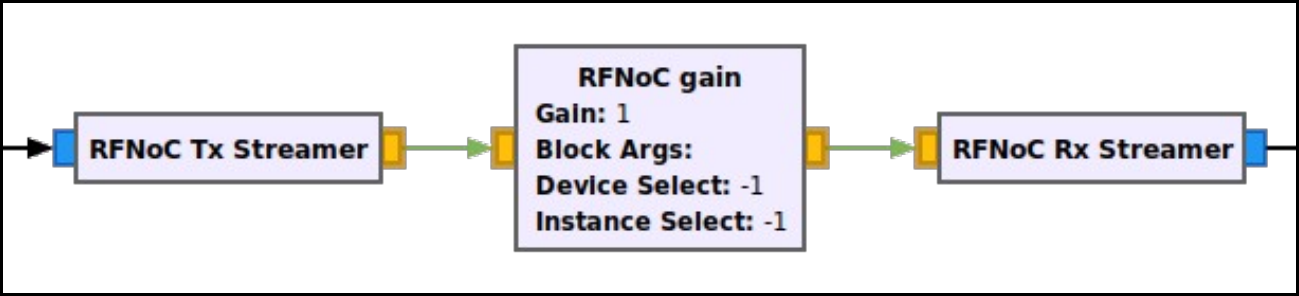 RFNoC Tx Streamer
RFNoC gain
Gain: 1
Block Args:
Device Select: -1
Instance Select: -1
RFNoC Rx Streamer